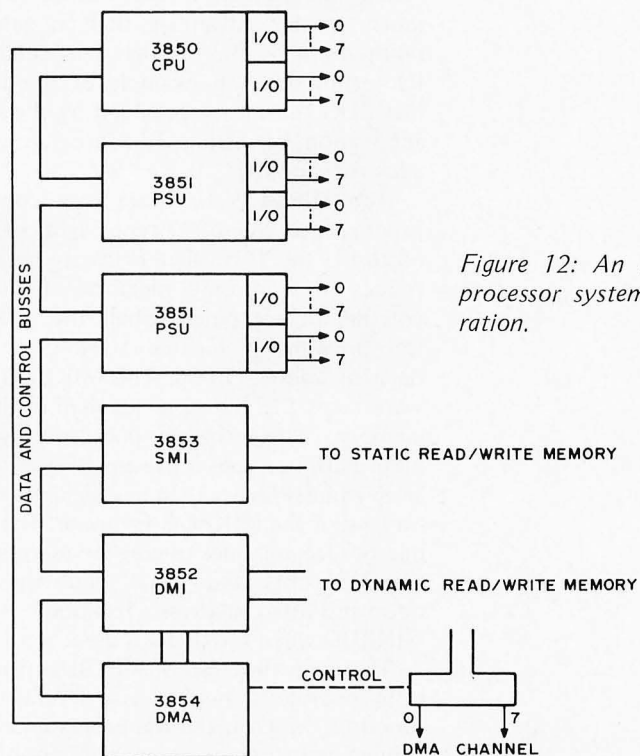 3850
CPU
I/O
0
7
I/O
0
7
3851
PSU
I/O
0
7
I/O
0
7
3851
PSU
I/O
0
7
I/O
0
7
Figure 12: An
processor system
ration.
DATA AND CONTROL BUSSES
3853
SMI
TO STATIC READ/WRITE MEMORY
3852
DMI
TO DYNAMIC READ/WRITE MEMORY
3854
DMA
CONTROL
0
7
DMA CHANNEL